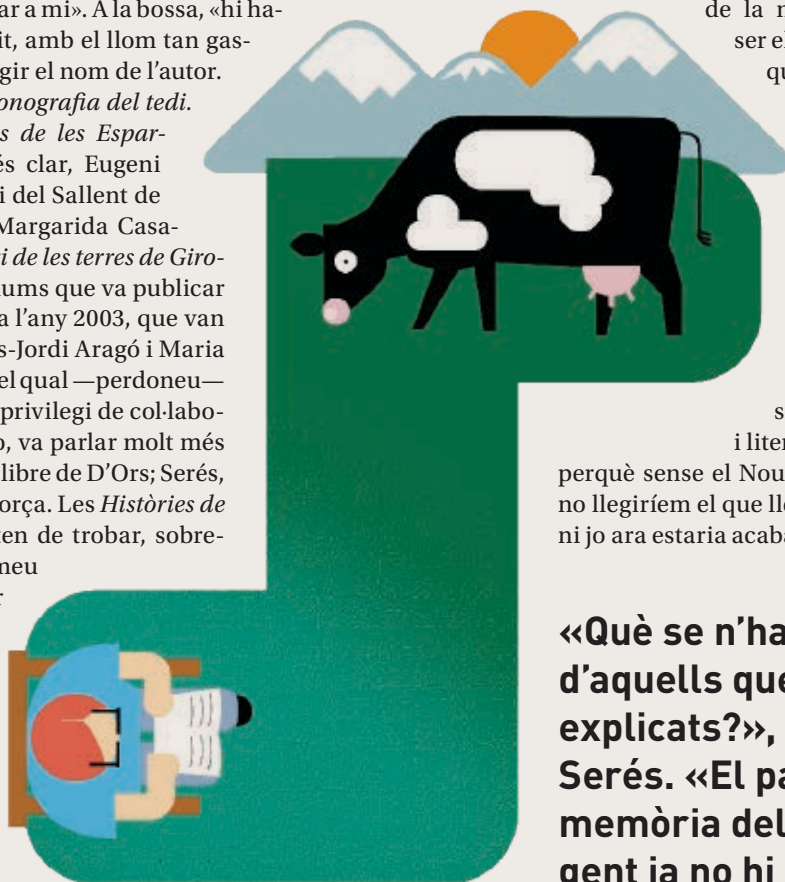 ar a mi». A la bossa, «hi ha-
it, amb el llom tan gas-
gir el nom de l'autor.
onografia del tedi.
s de les Espar-
és clar, Eugeni
i del Sallent de
Margarida Casa-
i de les terres de Giro-
lums que va publicar
a l'any 2003, que van
s-Jordi Aragó i Maria
el qual —perdoneu—
privilegi de col·labo-
o, va parlar molt més
llibre de D'Ors; Serés,
orça. Les Històries de
ten de trobar, sobre-
meu
r
de la r
ser el
qu
s
i liter
perquè sense el Nou
no llegiríem el que lle
ni jo ara estaria acaba
«Què se n'ha
d'aquells que
explicats?»,
Serés. «El pa
memòria del
gent ja no hi